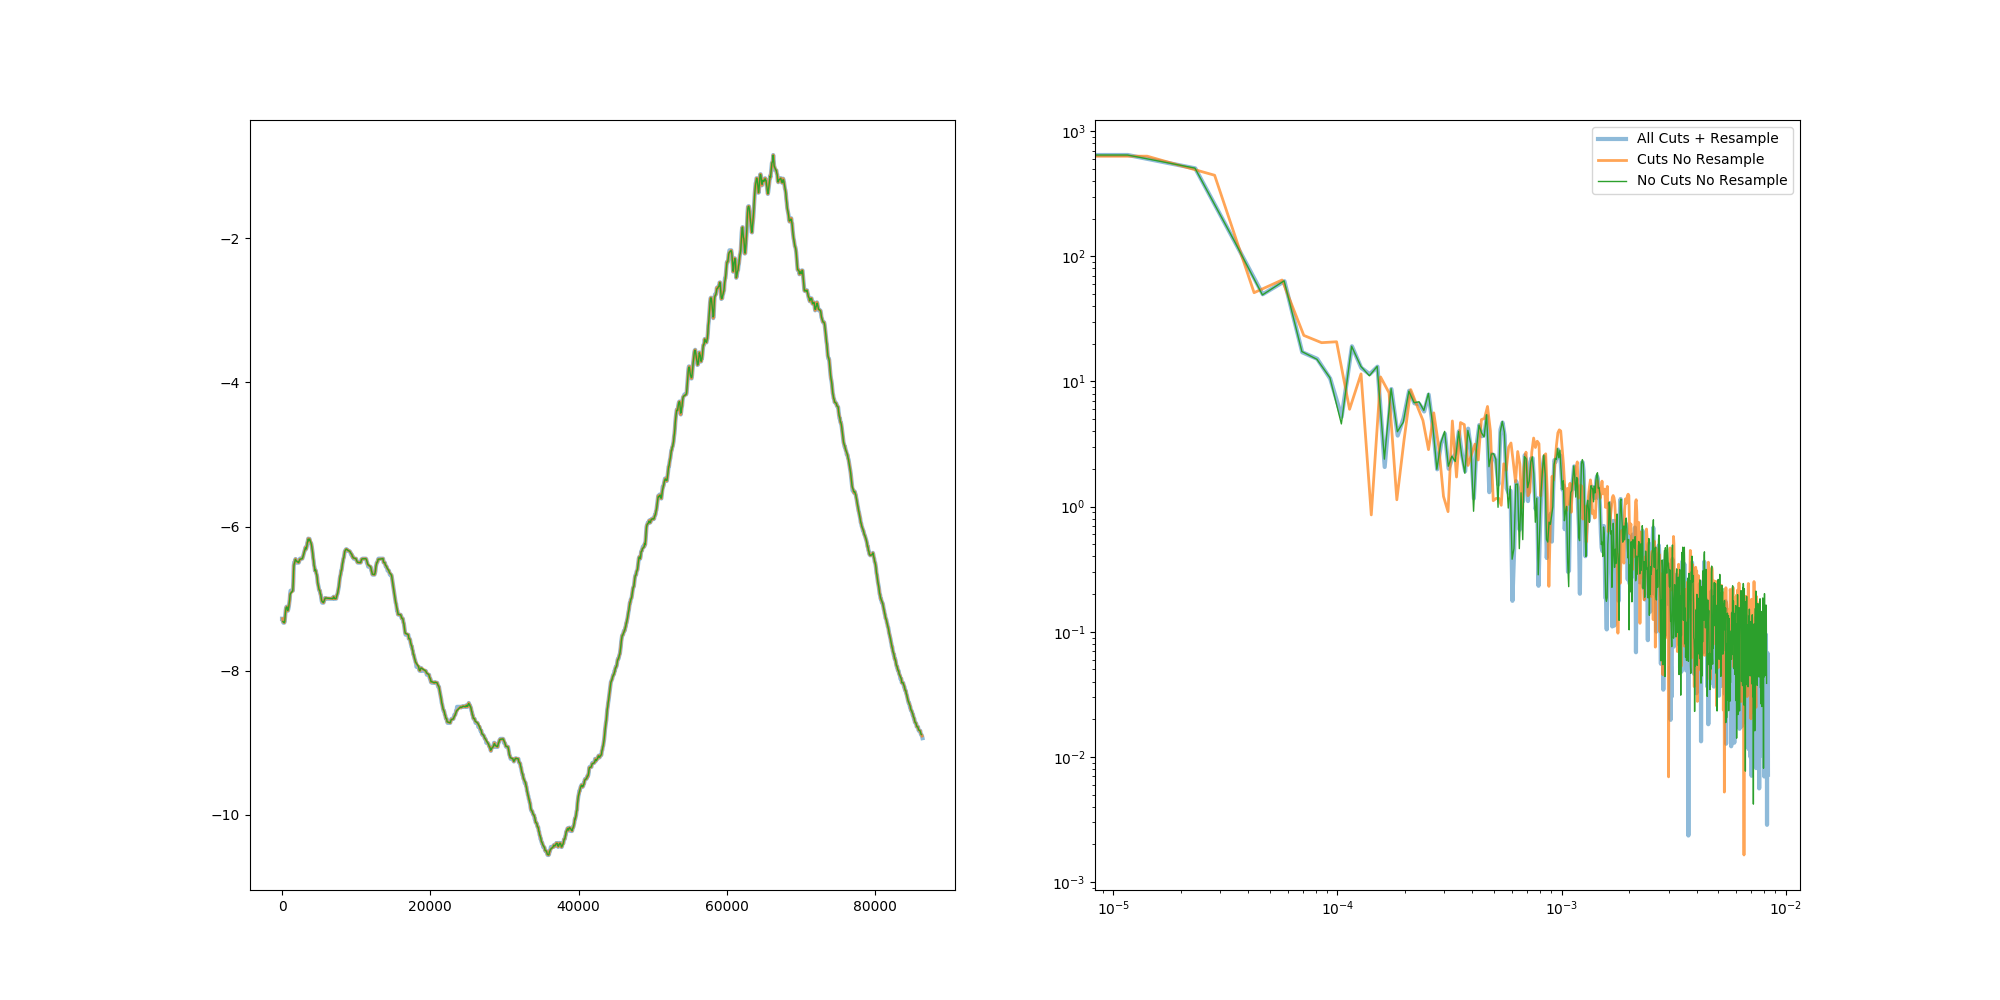 −2
−4
−6
−8
−10
0 20000 40000 60000 80000
10³
10²
10¹
10⁰
10⁻¹
10⁻²
10⁻³
10⁻⁵ 10⁻⁴ 10⁻³ 10⁻²
All Cuts + Resample
Cuts No Resample
No Cuts No Resample